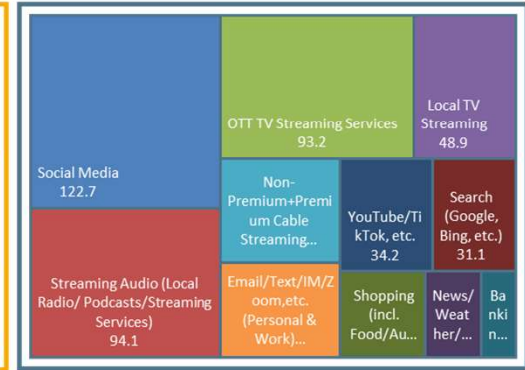 Social Media
122.7
Streaming Audio (Local
Radio/ Podcasts/Streaming
Services)
94.1
OTT TV Streaming Services
93.2
Local TV
Streaming
48.9
Non-
Premium+Premi
um Cable
Streaming...
YouTube/Ti
kTok, etc.
34.2
Search
(Google,
Bing, etc.)
31.1
Email/Text/IM/Z
oom,etc.
(Personal &
Work)...
Shopping
(incl.
Food/Au...
News/
Weat
her/...
Ba
nki
n...